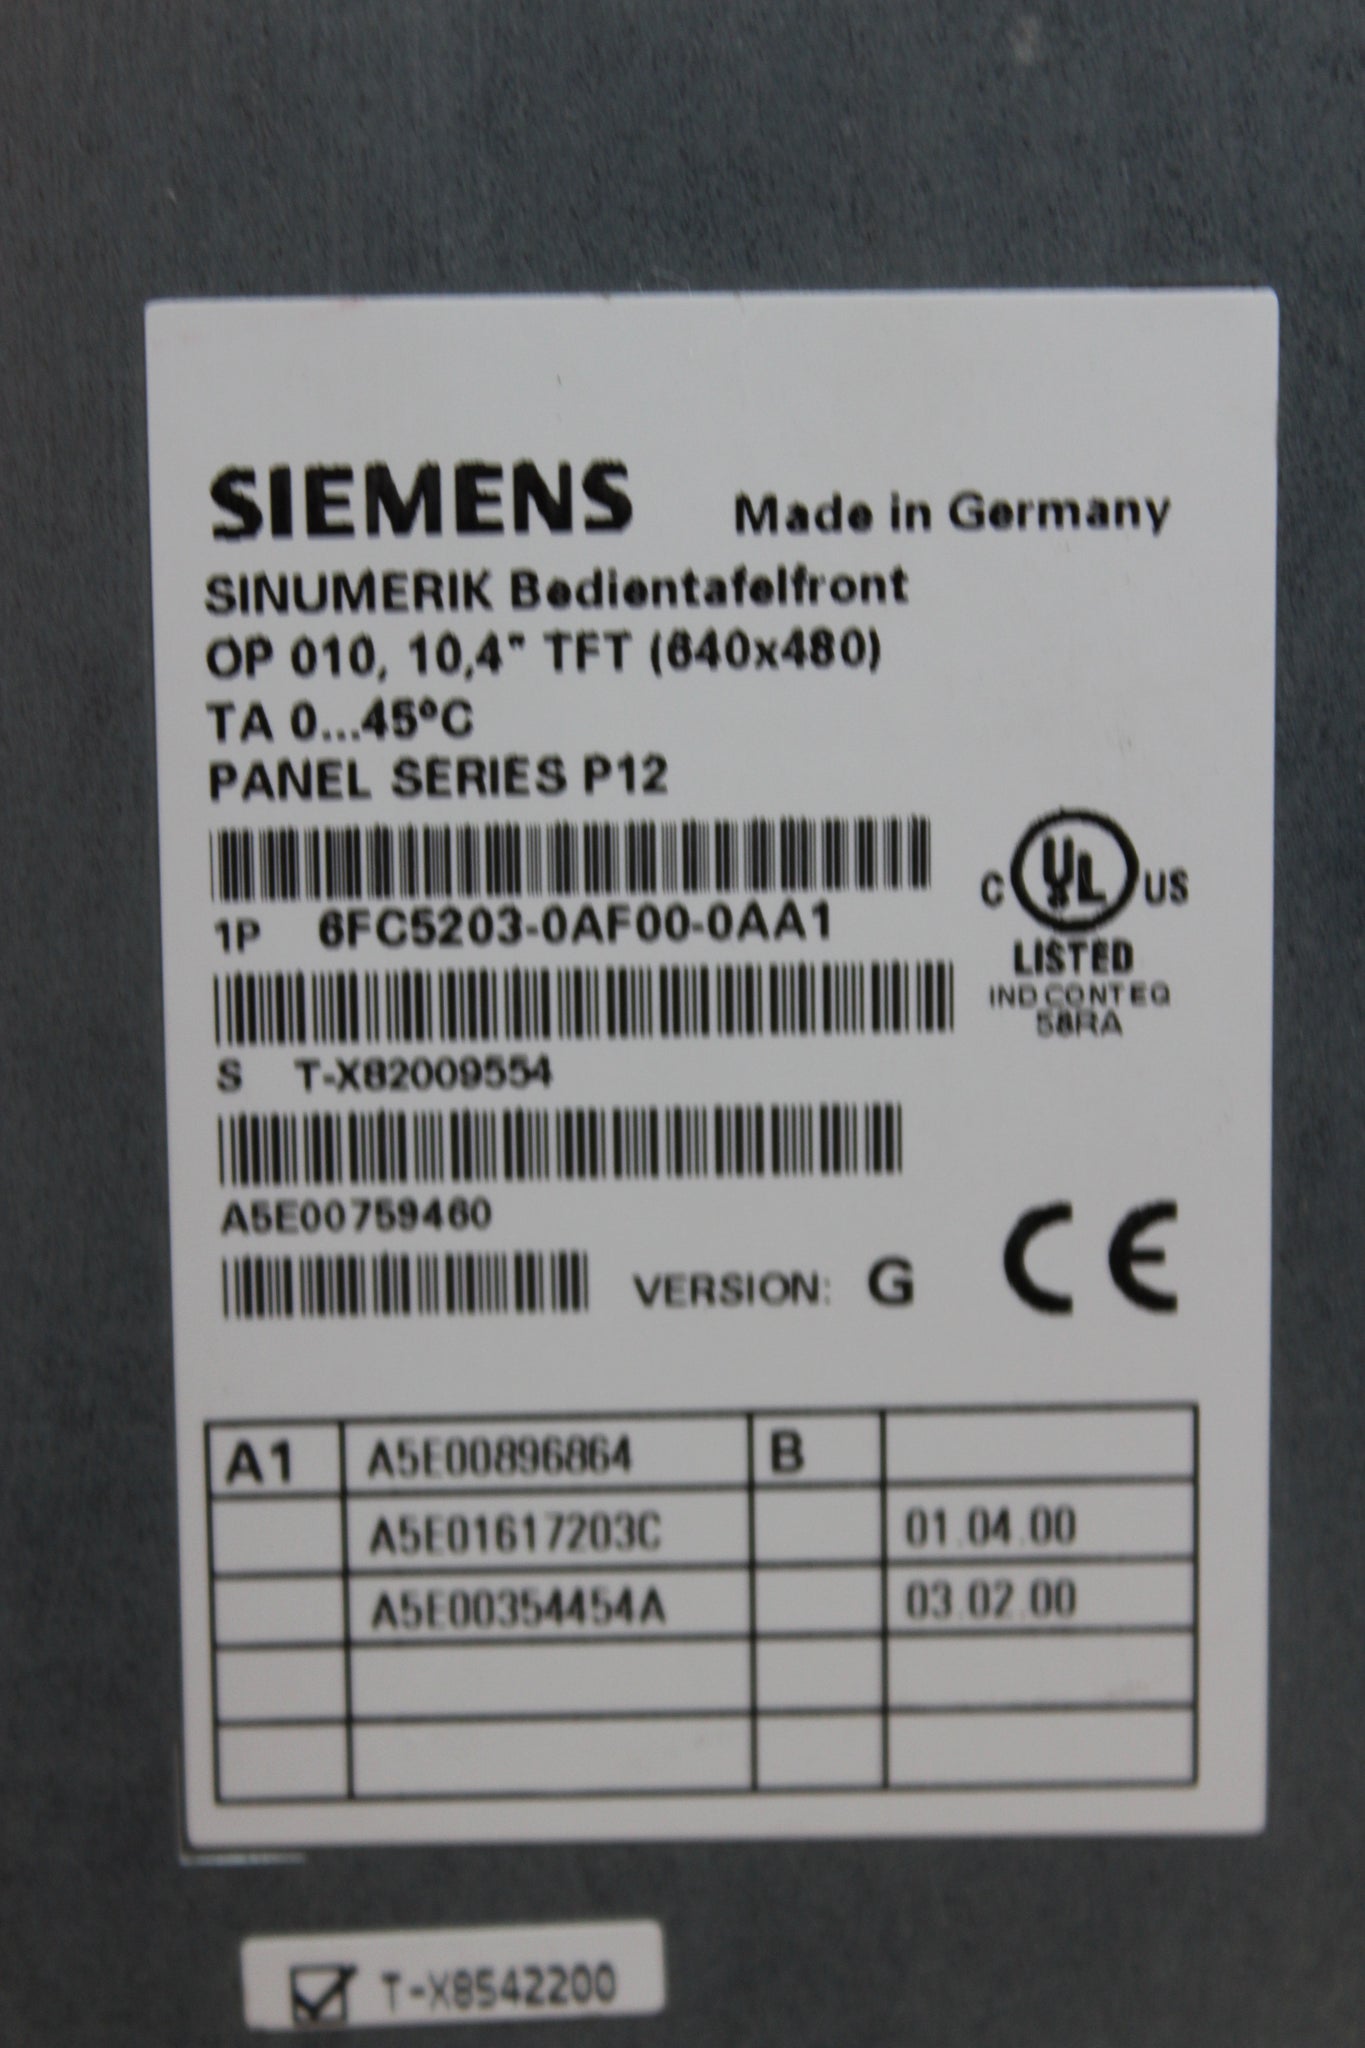 SIEMENS Made in Germany
SINUMERIK Bedientafelfront
OP 010, 10,4" TFT (640x480)
TA 0...45°C
PANEL SERIES P12
1P 6FC5203-0AF00-0AA1
C UL US
LISTED
IND CONT EQ
58RA
S T-X82009554
A5E00759460
VERSION: G CE
A1 A5E00896864 B
A5E01617203C 01.04.00
A5E00354454A 03.02.00
T-X8542200